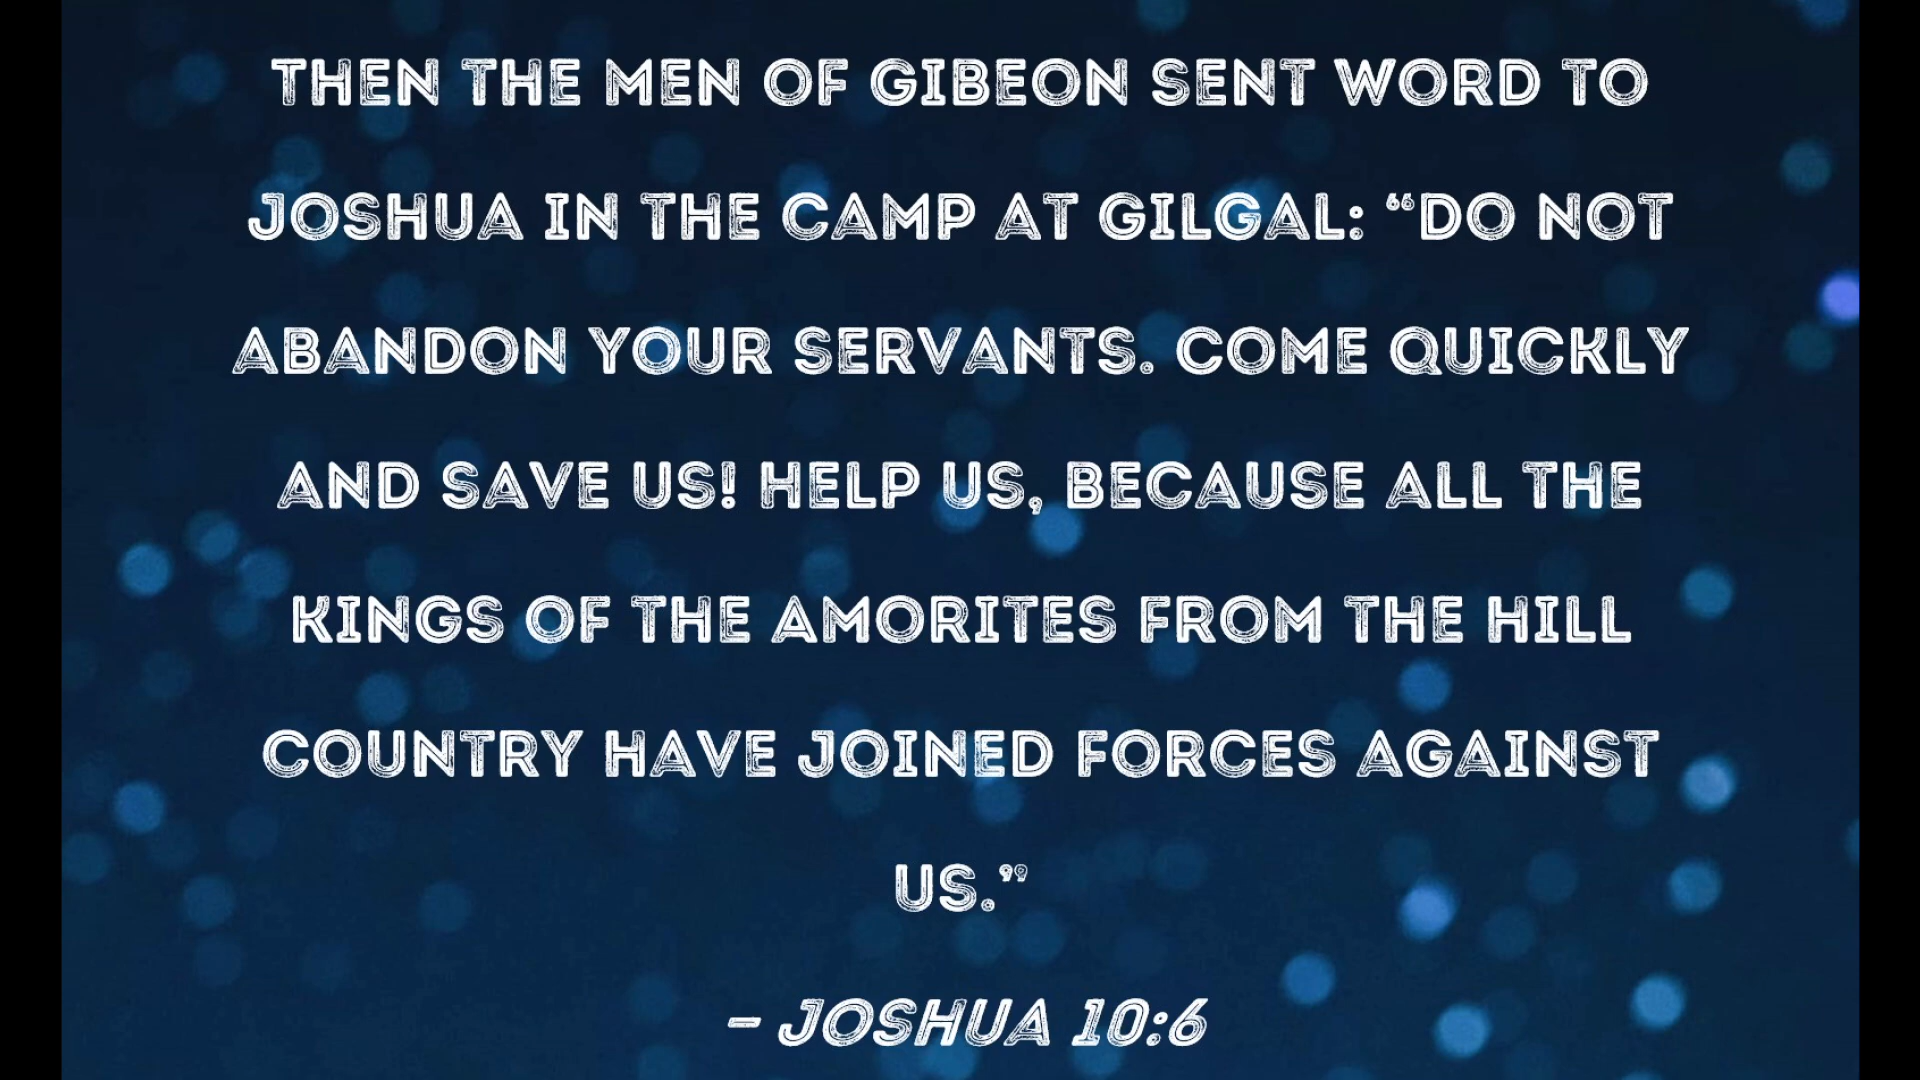 THEN THE MEN OF GIBEON SENT WORD TO
JOSHUA IN THE CAMP AT GILGAL: “DO NOT
ABANDON YOUR SERVANTS. COME QUICKLY
AND SAVE US! HELP US, BECAUSE ALL THE
KINGS OF THE AMORITES FROM THE HILL
COUNTRY HAVE JOINED FORCES AGAINST
US.”
– JOSHUA 10:6